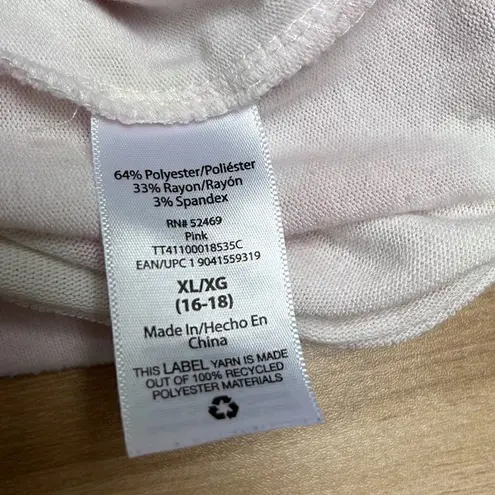 64% Polyester/Poliéster
33% Rayon/Rayón
3% Spandex
RN# 52469
Pink
TT41100018535C
EAN/UPC 1 9041559319
XL/XG
(16-18)
Made In/Hecho En
China
THIS LABEL YARN IS MADE
OUT OF 100% RECYCLED
POLYESTER MATERIALS